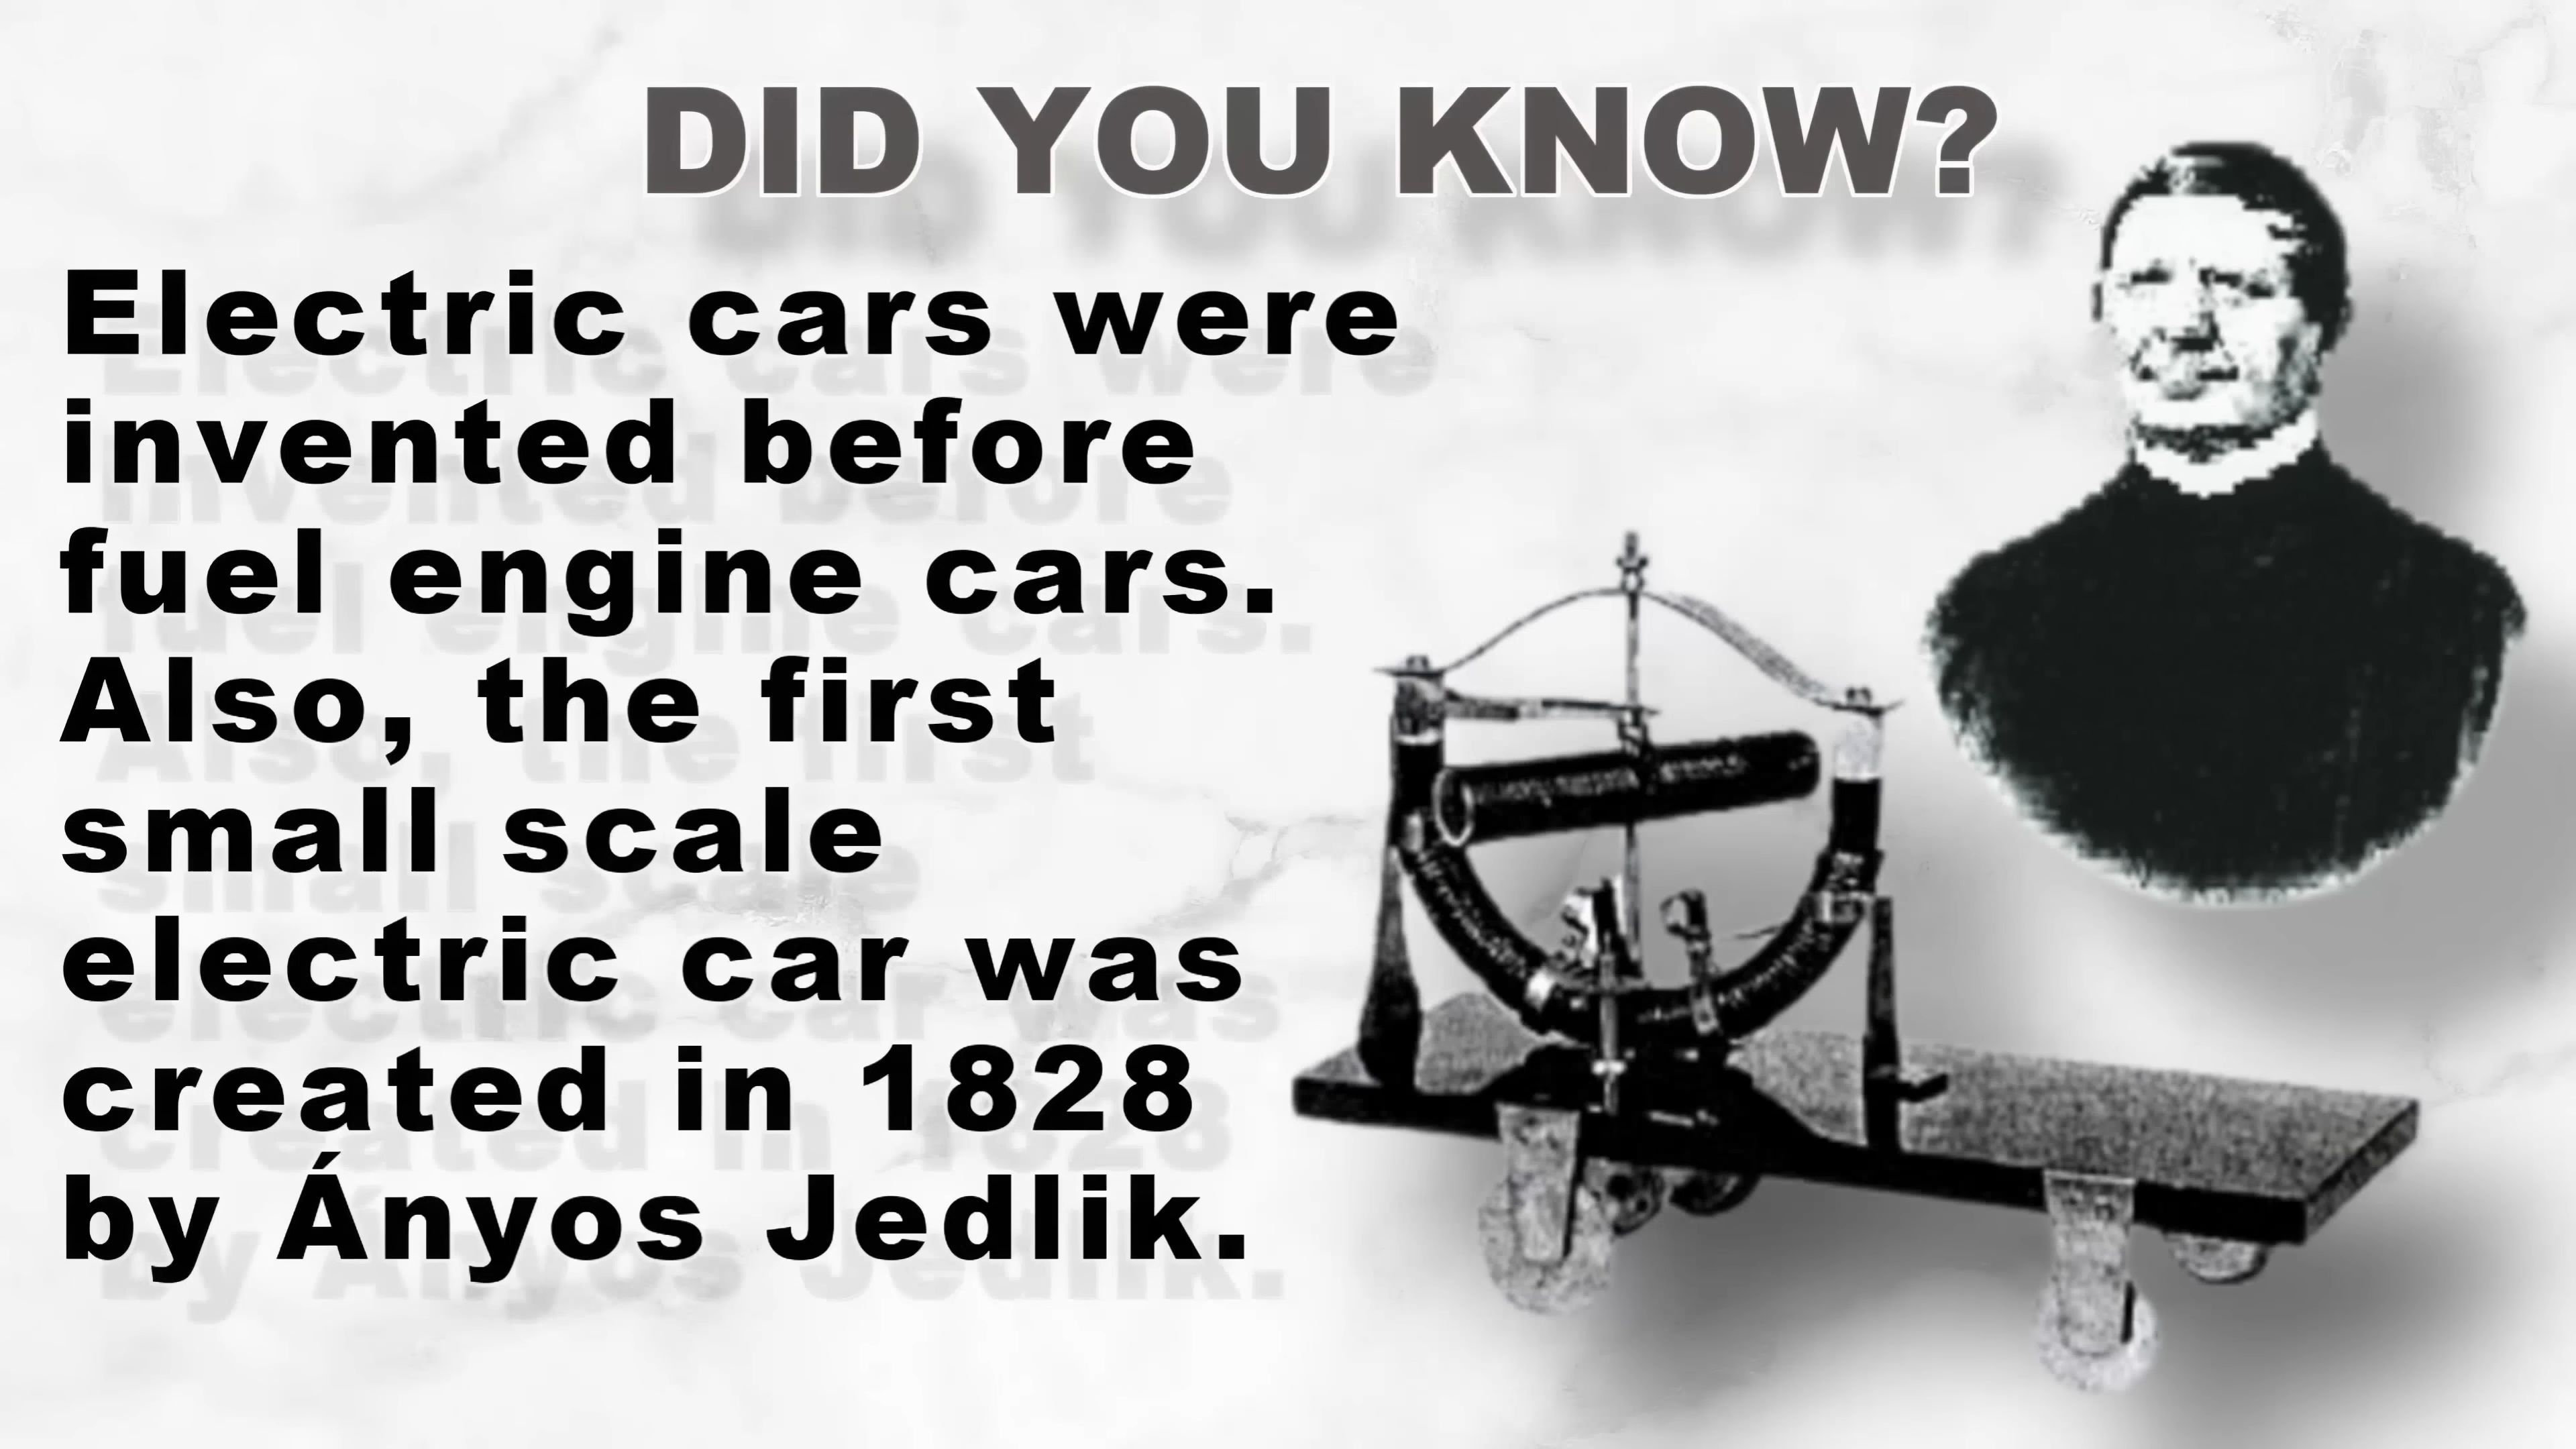 DID YOU KNOW?
Electric cars were
invented before
fuel engine cars.
Also, the first
small scale
electric car was
created in 1828
by Ányos Jedlik.